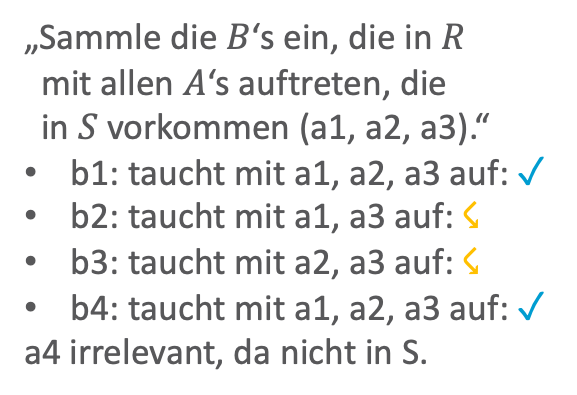 „Sammle die B‘s ein, die in R
mit allen A‘s auftreten, die
in S vorkommen (a1, a2, a3).“
• b1: taucht mit a1, a2, a3 auf: ✓
• b2: taucht mit a1, a3 auf: ⤹
• b3: taucht mit a2, a3 auf: ⤹
• b4: taucht mit a1, a2, a3 auf: ✓
a4 irrelevant, da nicht in S.